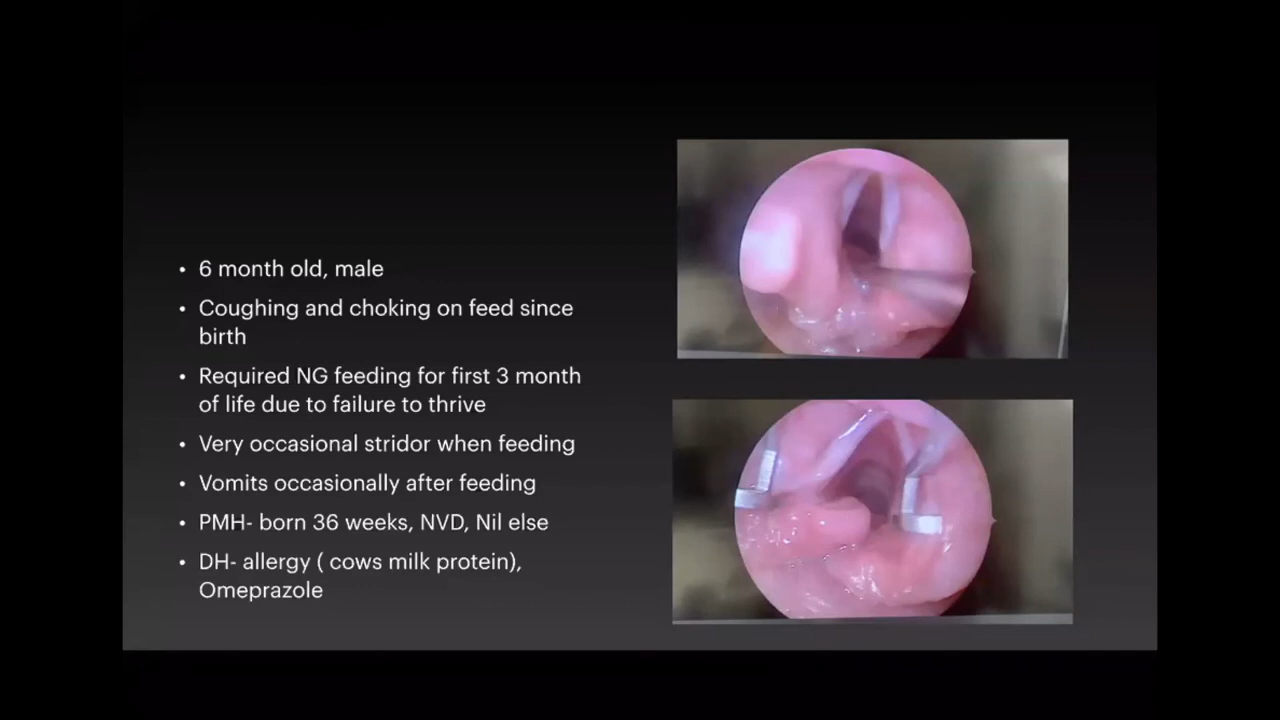 • 6 month old, male
• Coughing and choking on feed since
birth
• Required NG feeding for first 3 month
of life due to failure to thrive
• Very occasional stridor when feeding
• Vomits occasionally after feeding
• PMH- born 36 weeks, NVD, Nil else
• DH- allergy ( cows milk protein),
Omeprazole